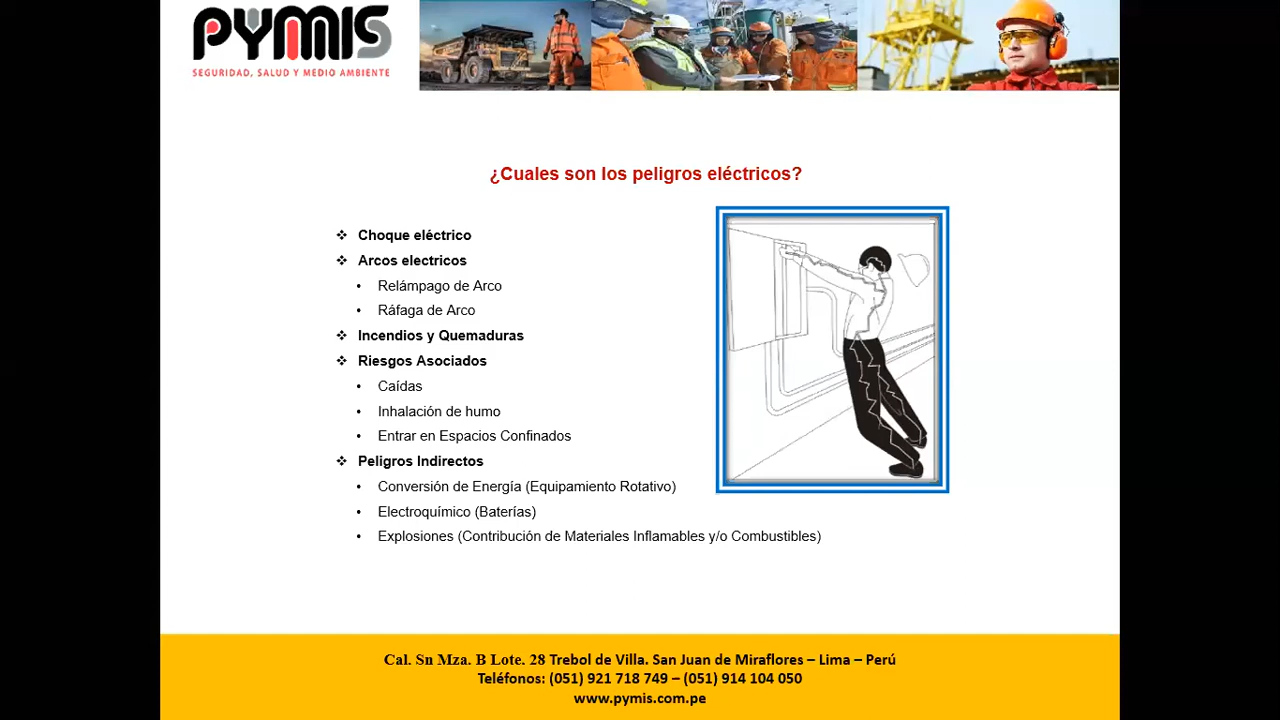 PYMIS
SEGURIDAD, SALUD Y MEDIO AMBIENTE
¿Cuales son los peligros eléctricos?
❖ Choque eléctrico
❖ Arcos electricos
• Relámpago de Arco
• Ráfaga de Arco
❖ Incendios y Quemaduras
❖ Riesgos Asociados
• Caídas
• Inhalación de humo
• Entrar en Espacios Confinados
❖ Peligros Indirectos
• Conversión de Energía (Equipamiento Rotativo)
• Electroquímico (Baterías)
• Explosiones (Contribución de Materiales Inflamables y/o Combustibles)
Cal. Sn Mza. B Lote. 28 Trebol de Villa. San Juan de Miraflores – Lima – Perú
Teléfonos: (051) 921 718 749 – (051) 914 104 050
www.pymis.com.pe